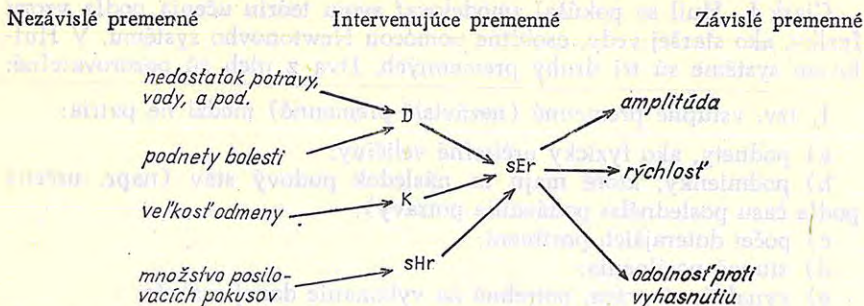 Nezávislé premenné Intervenujúce premenné Závislé premenné
nedostatok potravy,
vody, a pod.
podnety bolesti
veľkosť odmeny
množstvo posilo-
vacích pokusov
D
K
sHr
sEr
amplitúda
rýchlosť
odolnosť proti
vyhasnutiu